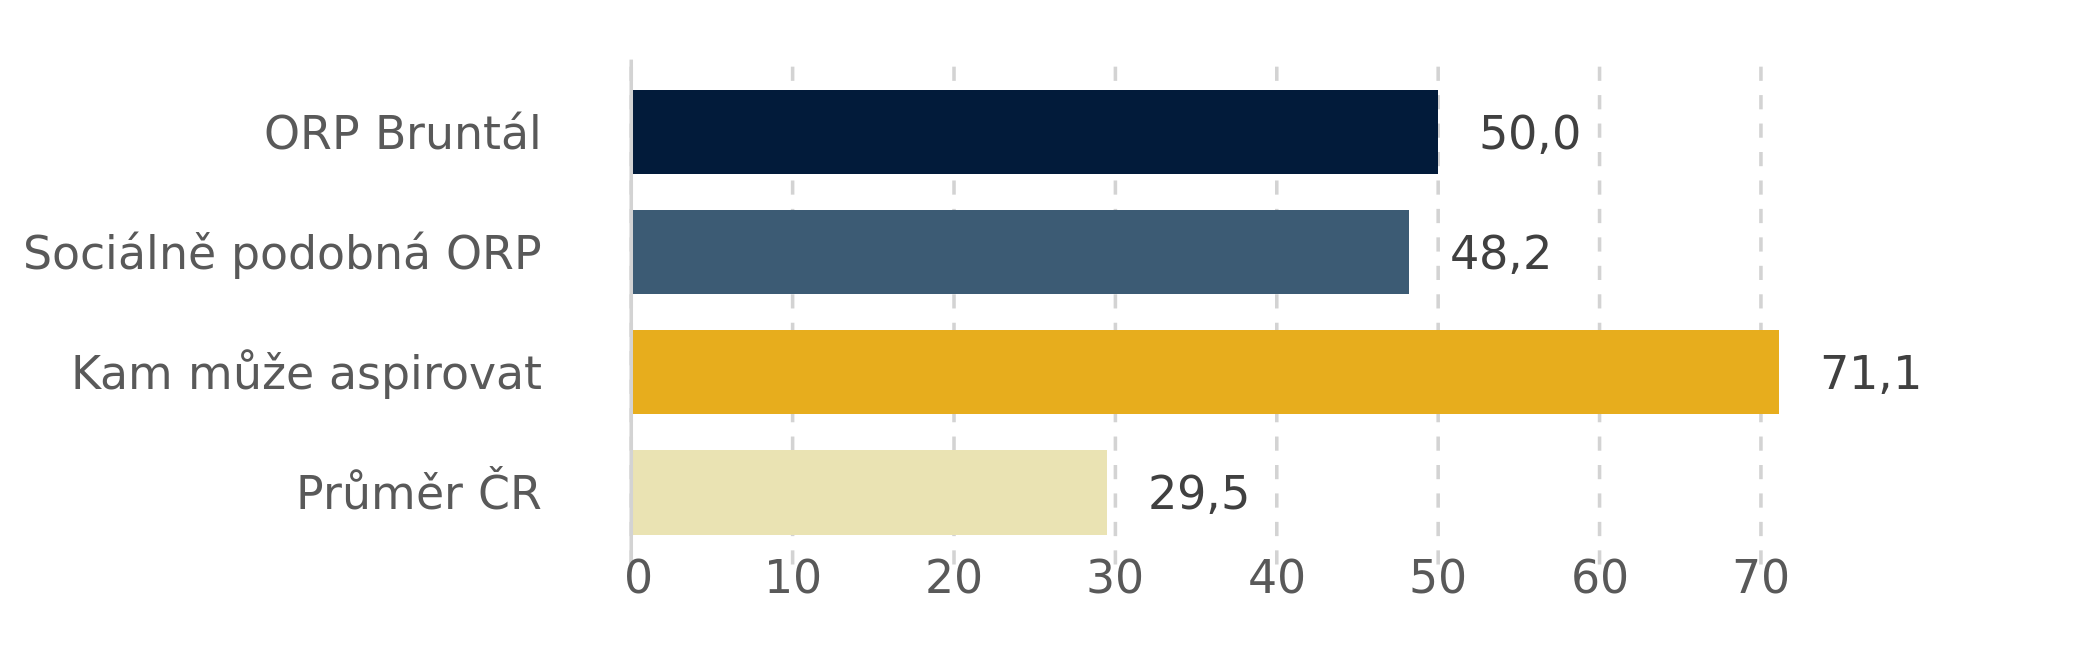 ORP Bruntál 50,0
Sociálně podobná ORP 48,2
Kam může aspirovat 71,1
Průměr ČR 29,5
0 10 20 30 40 50 60 70